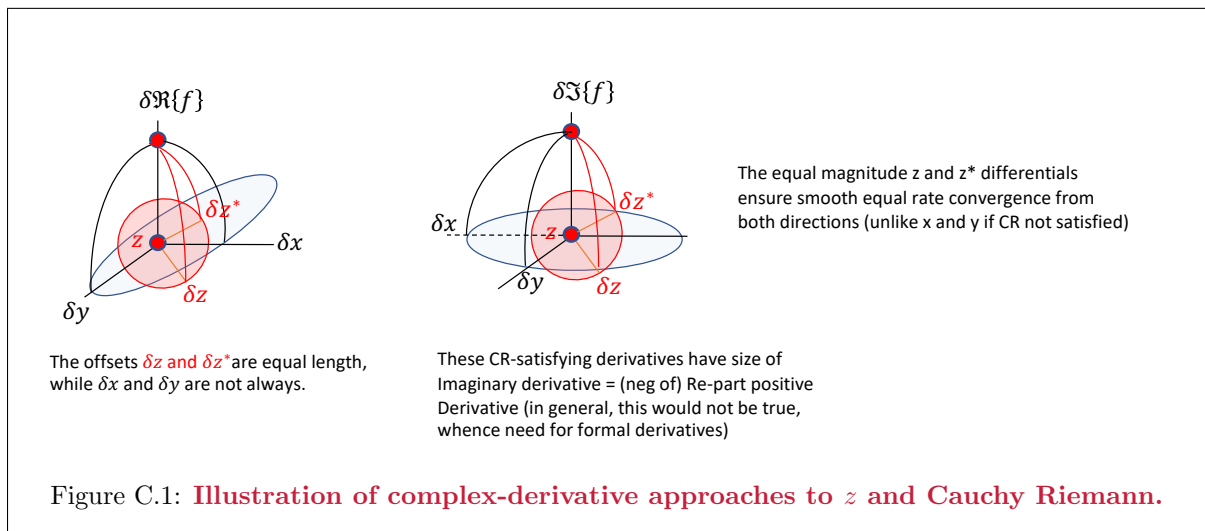 δℜ{f}
δz*
z
δx
δz
δy
The offsets δz and δz* are equal length,
while δx and δy are not always.
δℑ{f}
δz*
δx
z
δy
δz
These CR-satisfying derivatives have size of
Imaginary derivative = (neg of) Re-part positive
Derivative (in general, this would not be true,
whence need for formal derivatives)
The equal magnitude z and z* differentials
ensure smooth equal rate convergence from
both directions (unlike x and y if CR not satisfied)
Figure C.1: Illustration of complex-derivative approaches to z and Cauchy Riemann.